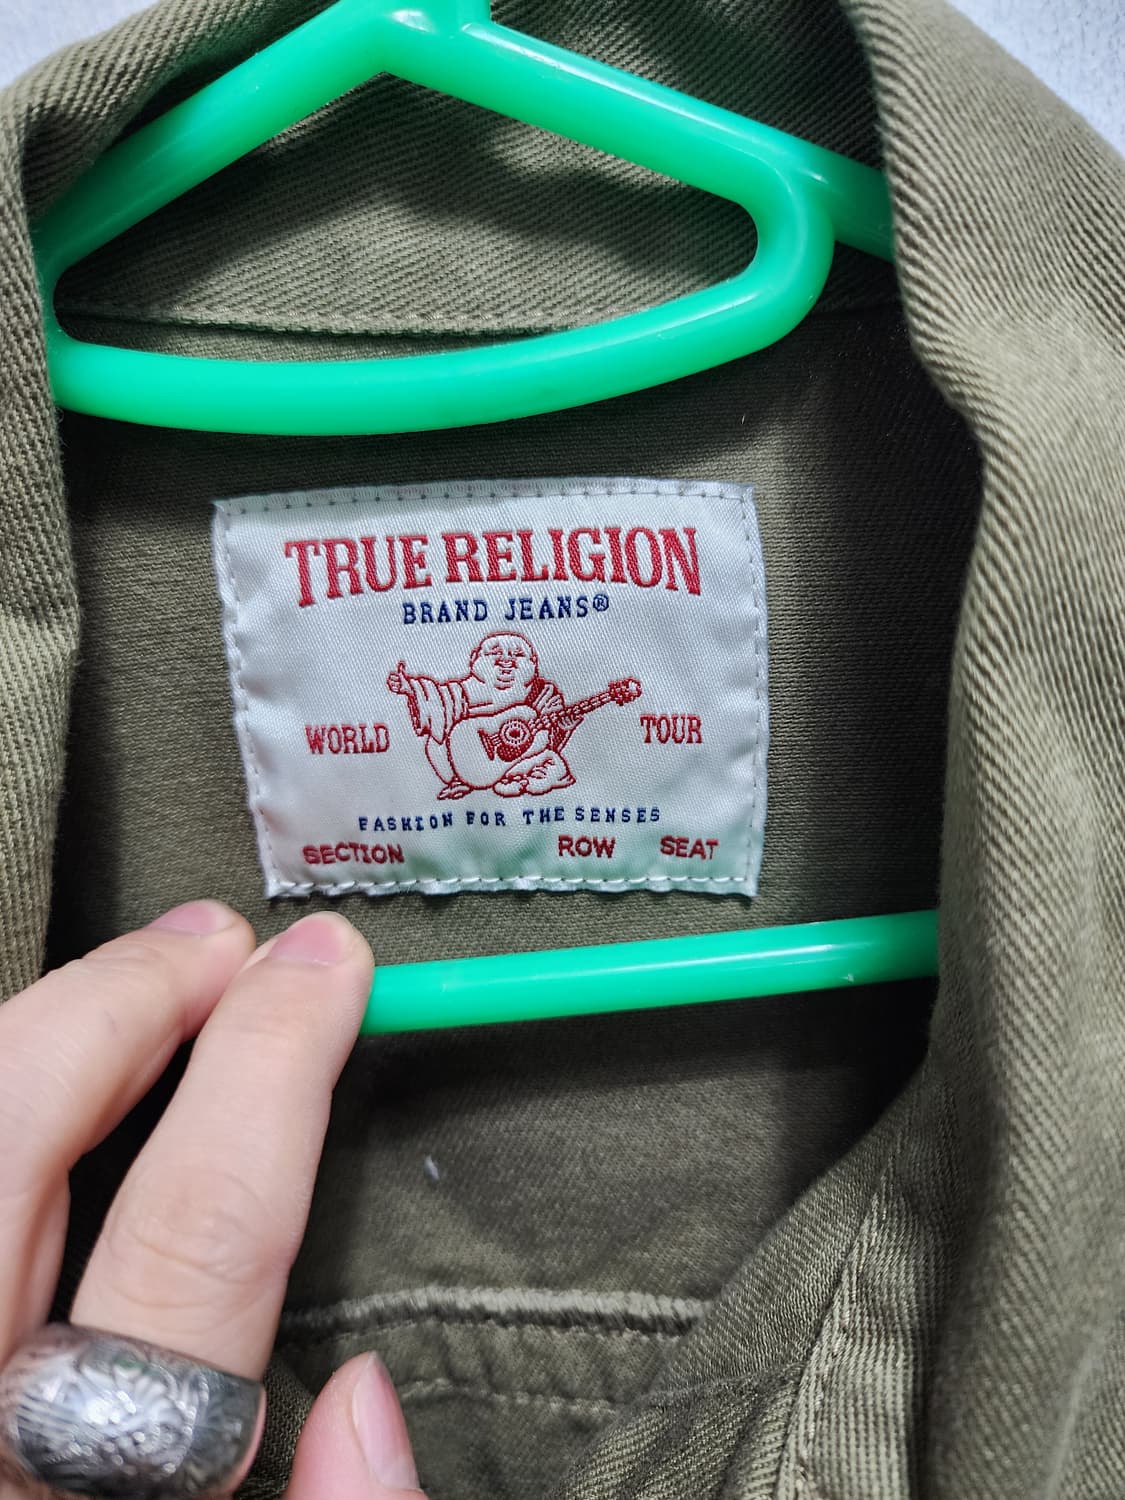 TRUE RELIGION
BRAND JEANS®
WORLD TOUR
FASHION FOR THE SENSES
SECTION ROW SEAT